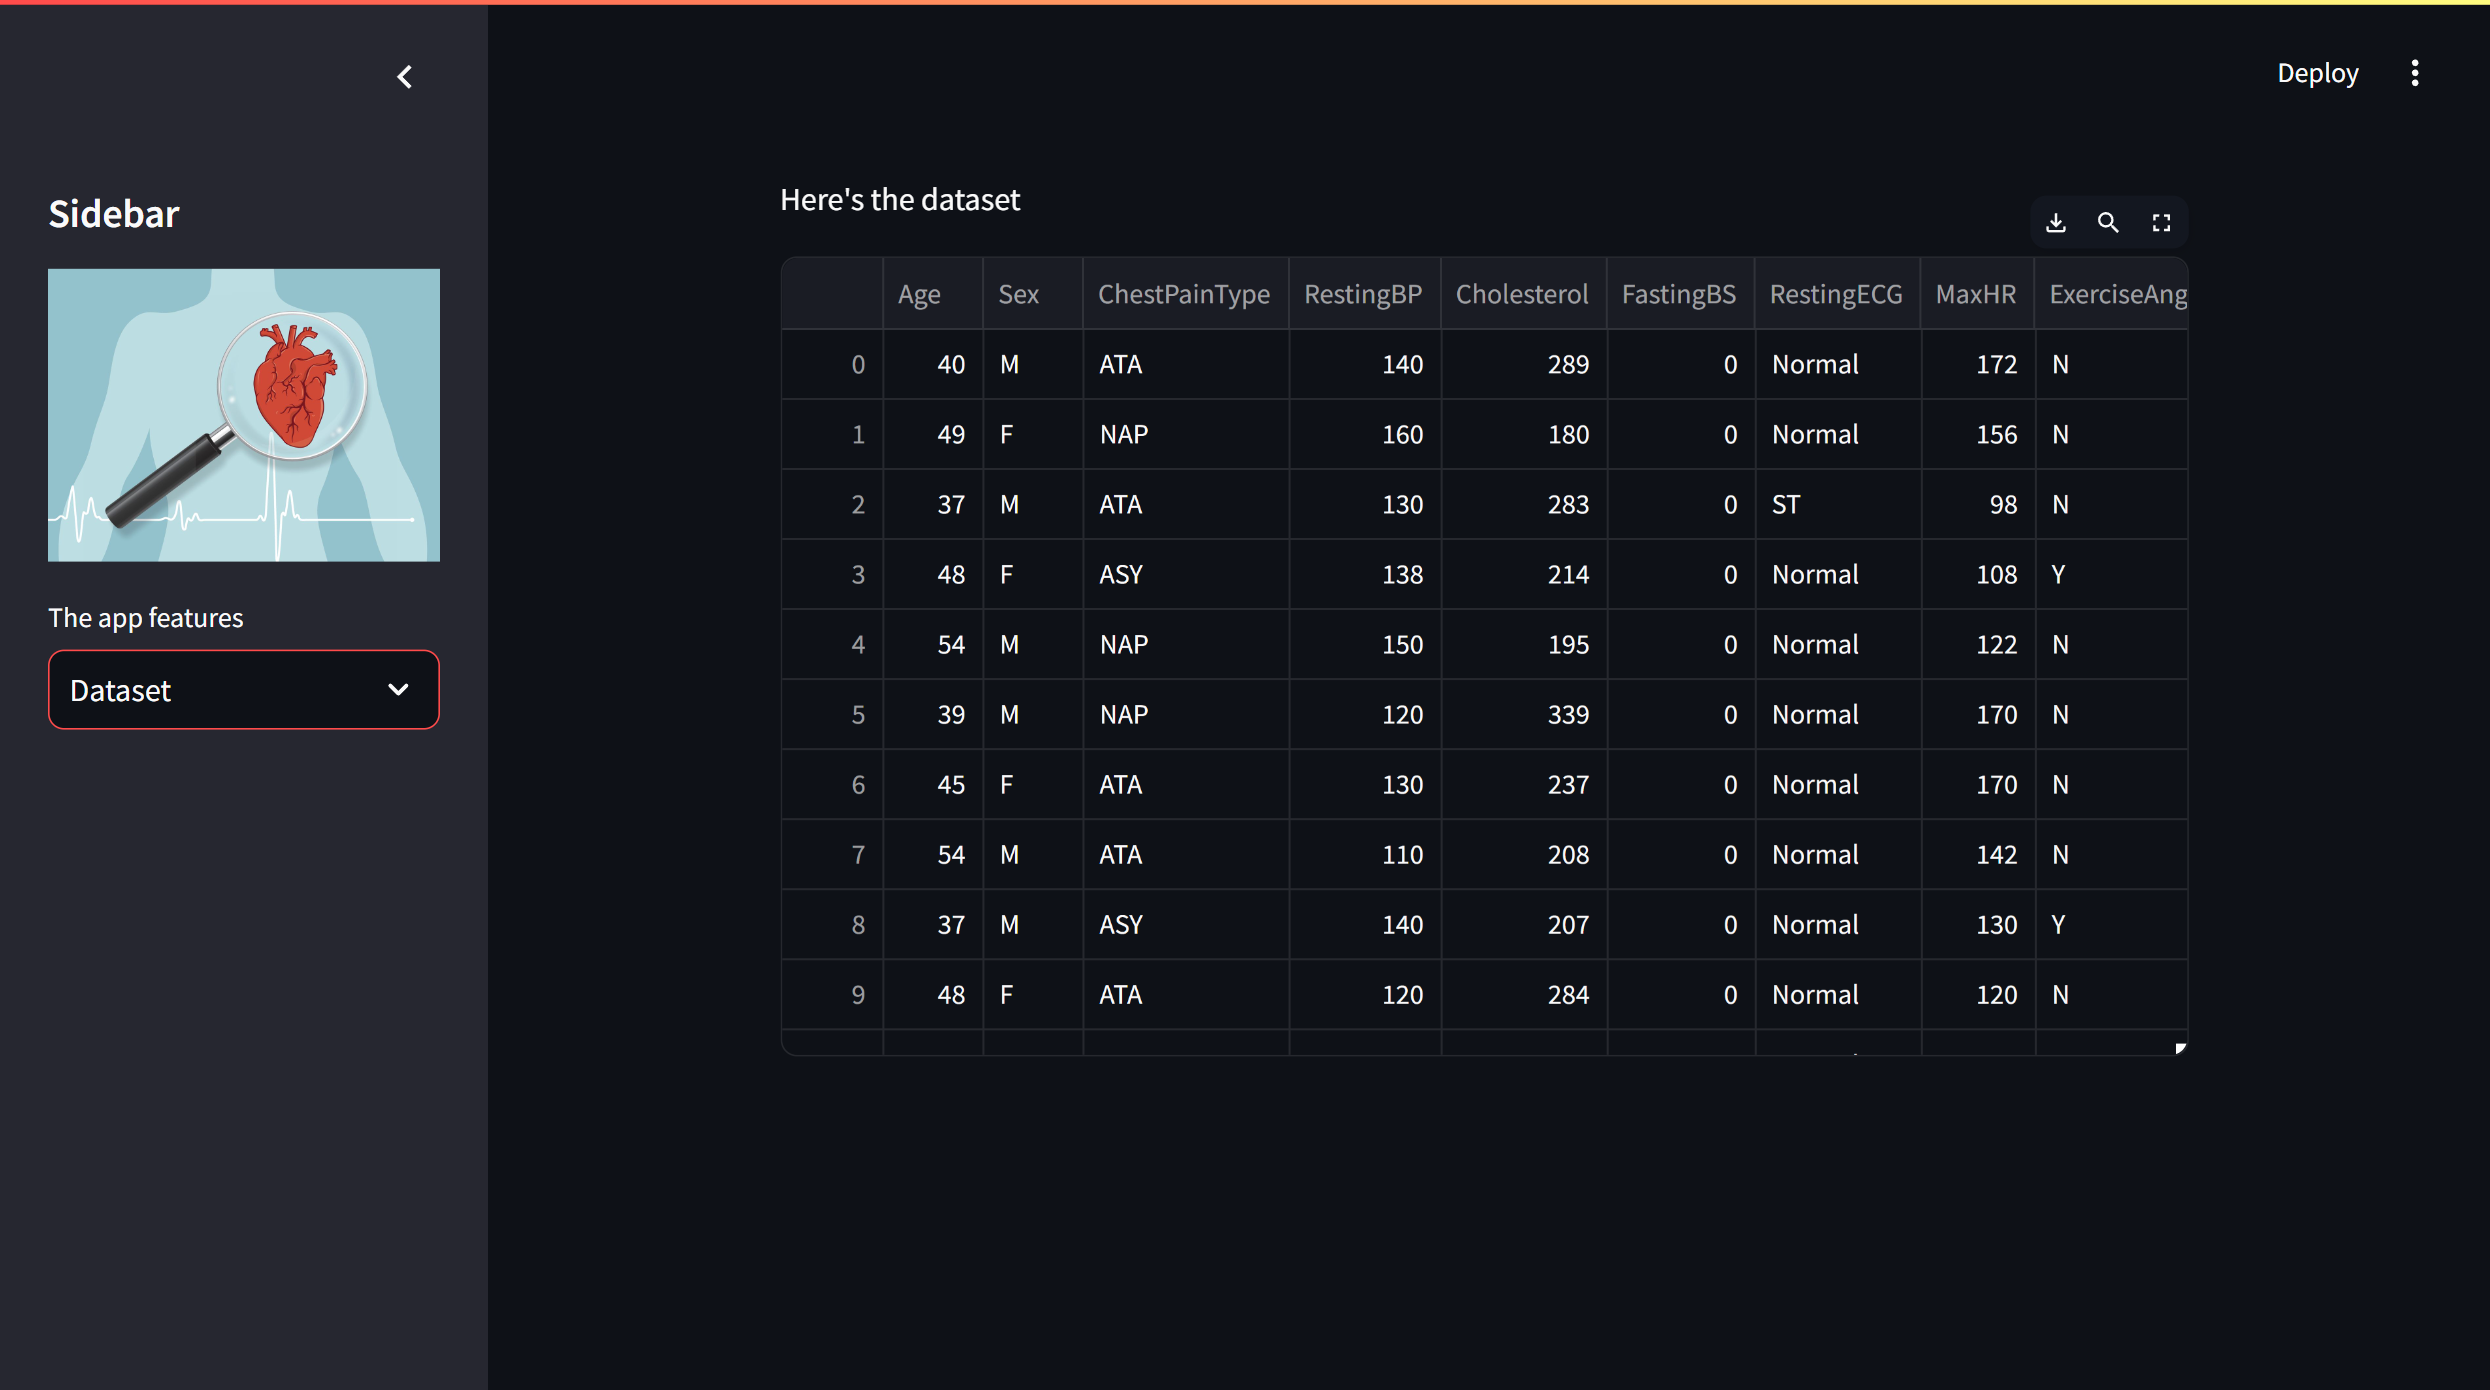 Deploy
Sidebar
The app features
Dataset
Here's the dataset
Age Sex ChestPainType RestingBP Cholesterol FastingBS RestingECG MaxHR ExerciseAng
0 40 M ATA 140 289 0 Normal 172 N
1 49 F NAP 160 180 0 Normal 156 N
2 37 M ATA 130 283 0 ST 98 N
3 48 F ASY 138 214 0 Normal 108 Y
4 54 M NAP 150 195 0 Normal 122 N
5 39 M NAP 120 339 0 Normal 170 N
6 45 F ATA 130 237 0 Normal 170 N
7 54 M ATA 110 208 0 Normal 142 N
8 37 M ASY 140 207 0 Normal 130 Y
9 48 F ATA 120 284 0 Normal 120 N